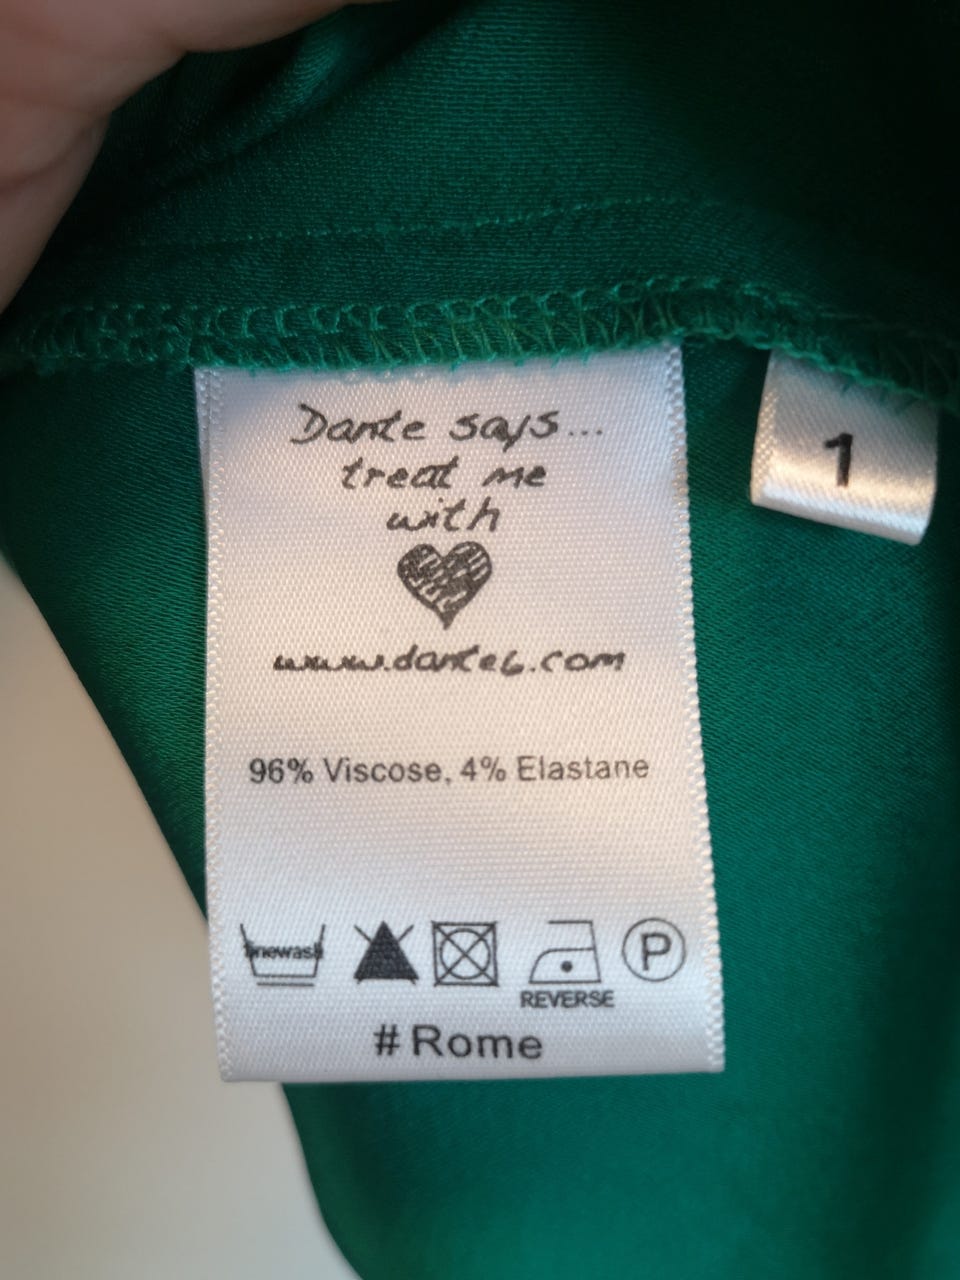 Dante says...
treat me
with
www.dante6.com
96% Viscose, 4% Elastane
finewash
P
REVERSE
# Rome
1